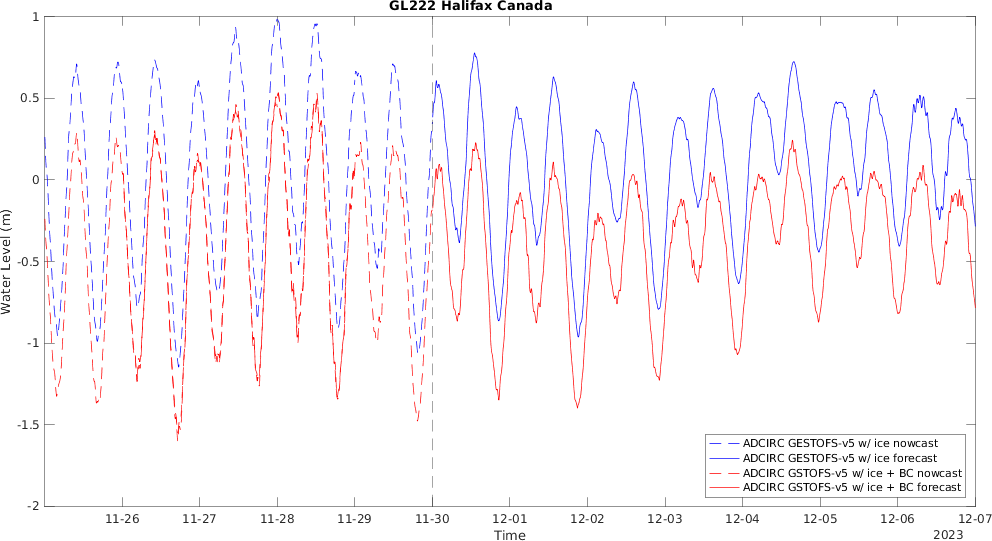 GL222 Halifax Canada
Water Level (m)
1
0.5
0
-0.5
-1
-1.5
-2
11-26 11-27 11-28 11-29 11-30 12-01 12-02 12-03 12-04 12-05 12-06 12-07
Time
2023
ADCIRC GESTOFS-v5 w/ ice nowcast
ADCIRC GESTOFS-v5 w/ ice forecast
ADCIRC GSTOFS-v5 w/ ice + BC nowcast
ADCIRC GSTOFS-v5 w/ ice + BC forecast